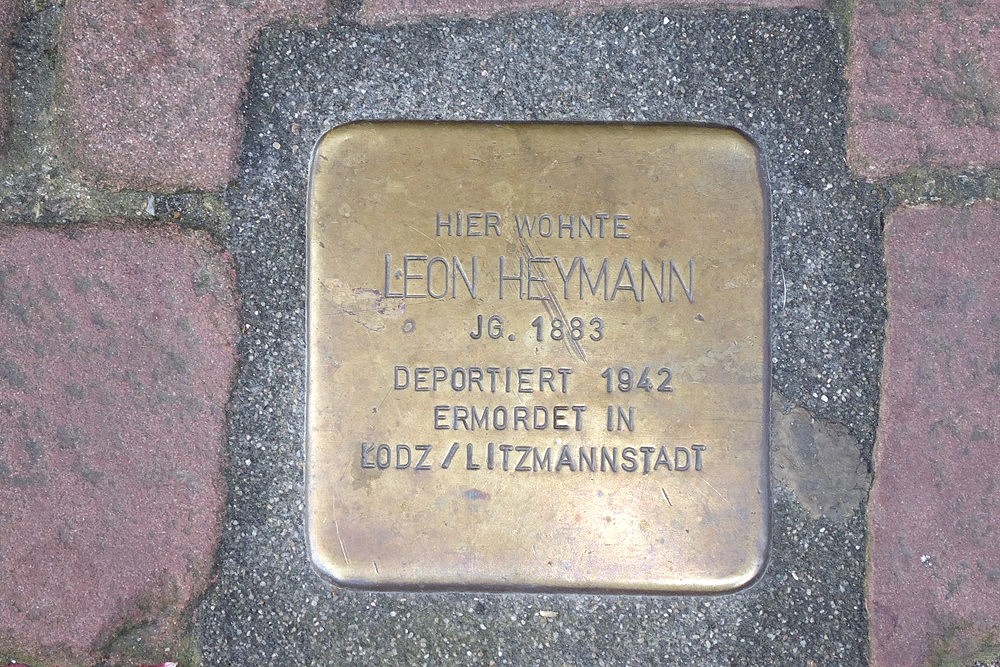 HIER WOHNTE
LEON HEYMANN
JG. 1883
DEPORTIERT 1942
ERMORDET IN
ŁODZ/LITZMANNSTADT